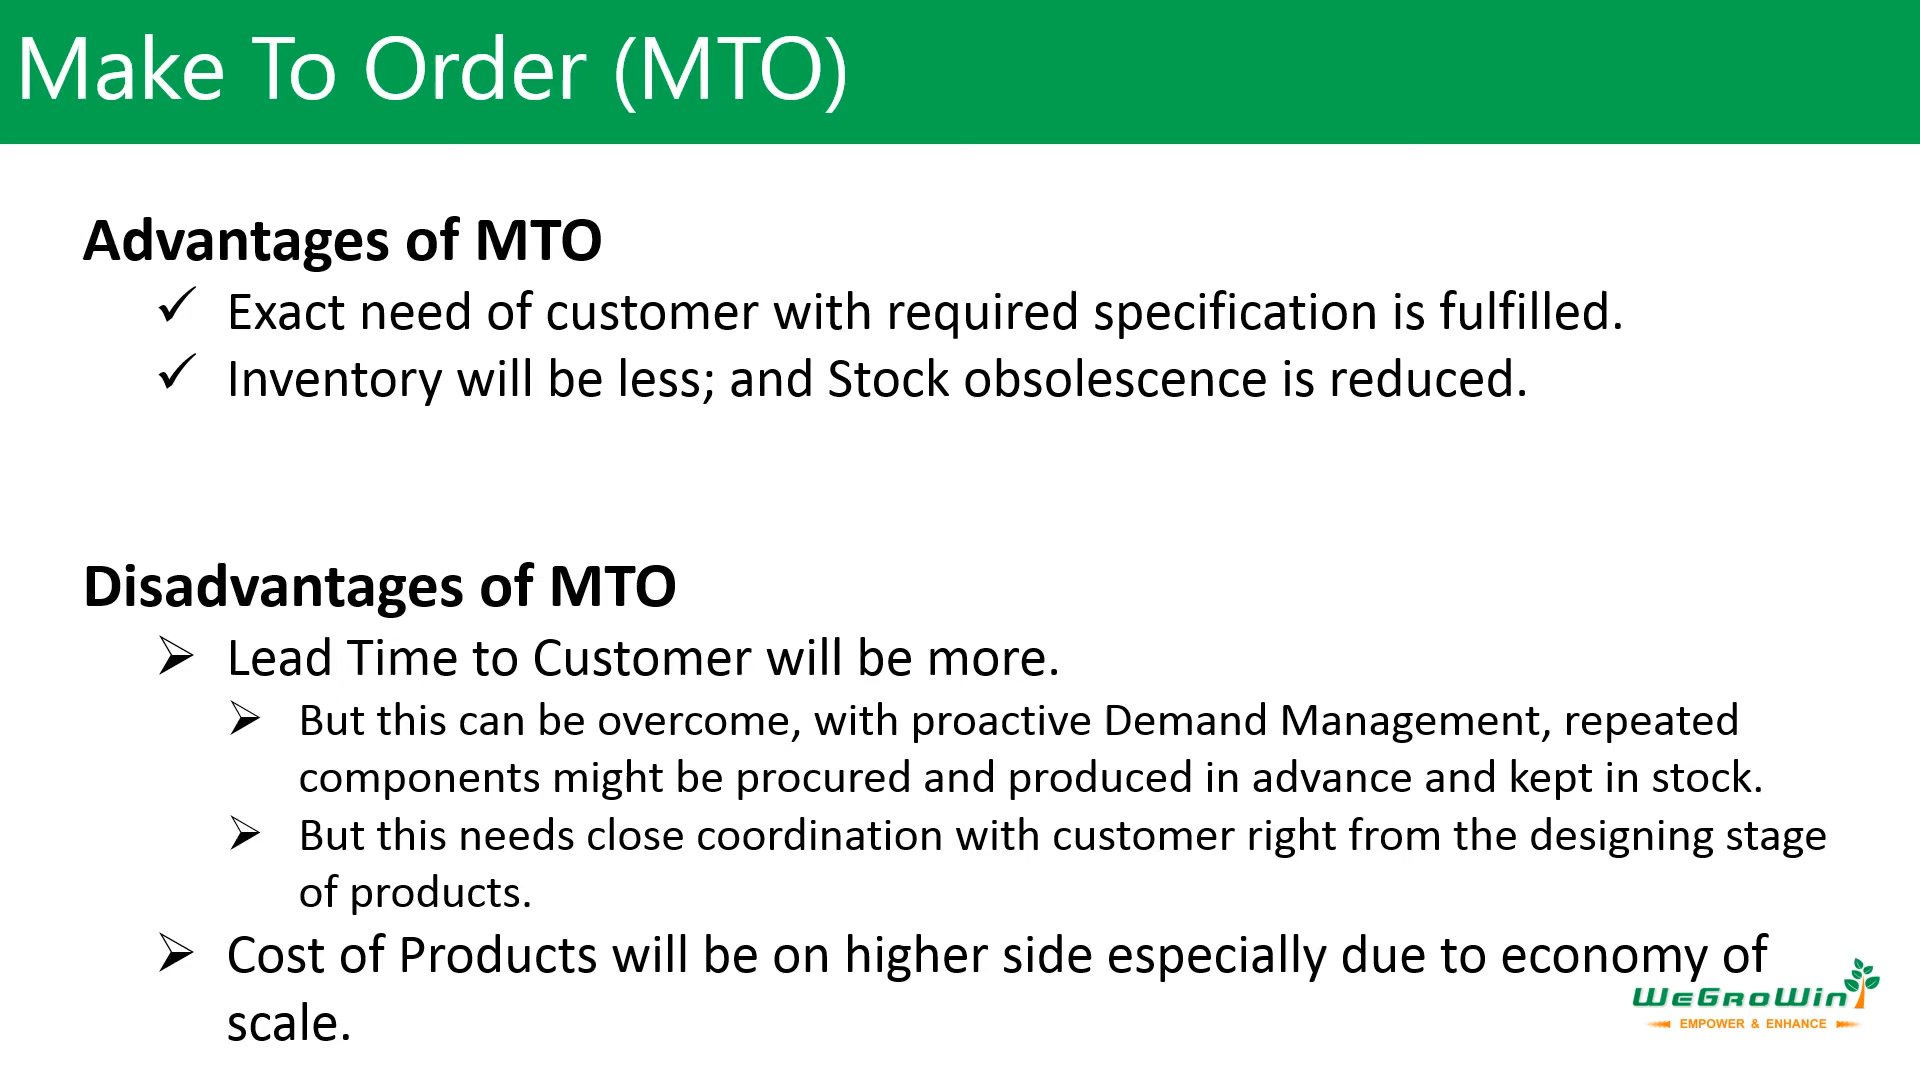 Make To Order (MTO)
Advantages of MTO
Exact need of customer with required specification is fulfilled.
Inventory will be less; and Stock obsolescence is reduced.
Disadvantages of MTO
Lead Time to Customer will be more.
But this can be overcome, with proactive Demand Management, repeated
components might be procured and produced in advance and kept in stock.
But this needs close coordination with customer right from the designing stage
of products.
Cost of Products will be on higher side especially due to economy of
scale.
WeGroWin
EMPOWER & ENHANCE